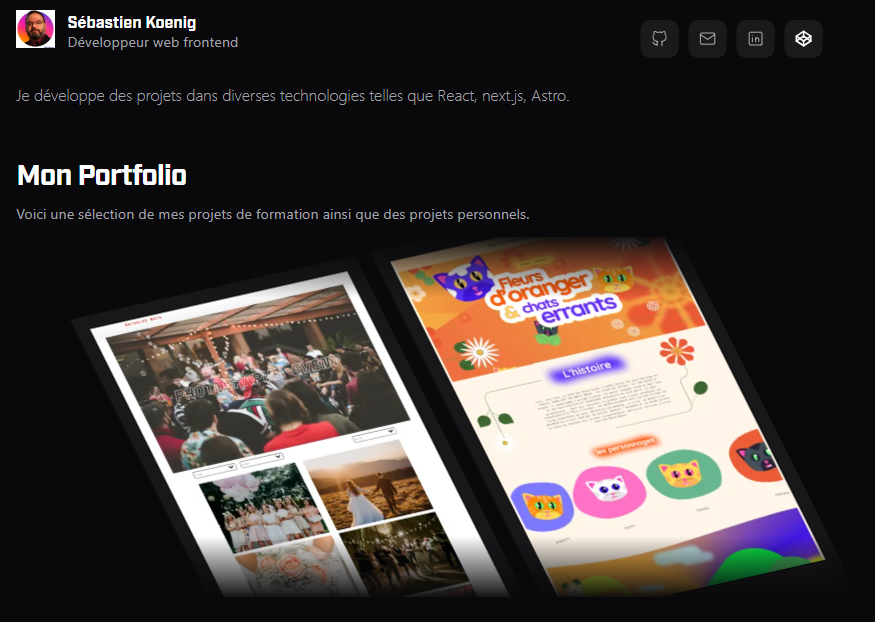 Sébastien Koenig
Développeur web frontend
Je développe des projets dans diverses technologies telles que React, next.js, Astro.
Mon Portfolio
Voici une sélection de mes projets de formation ainsi que des projets personnels.
NATHALIE MOTA
PHOTOGRAPHE EVENT
Fleurs
d'oranger
& chats
errants
L'histoire
les personnages